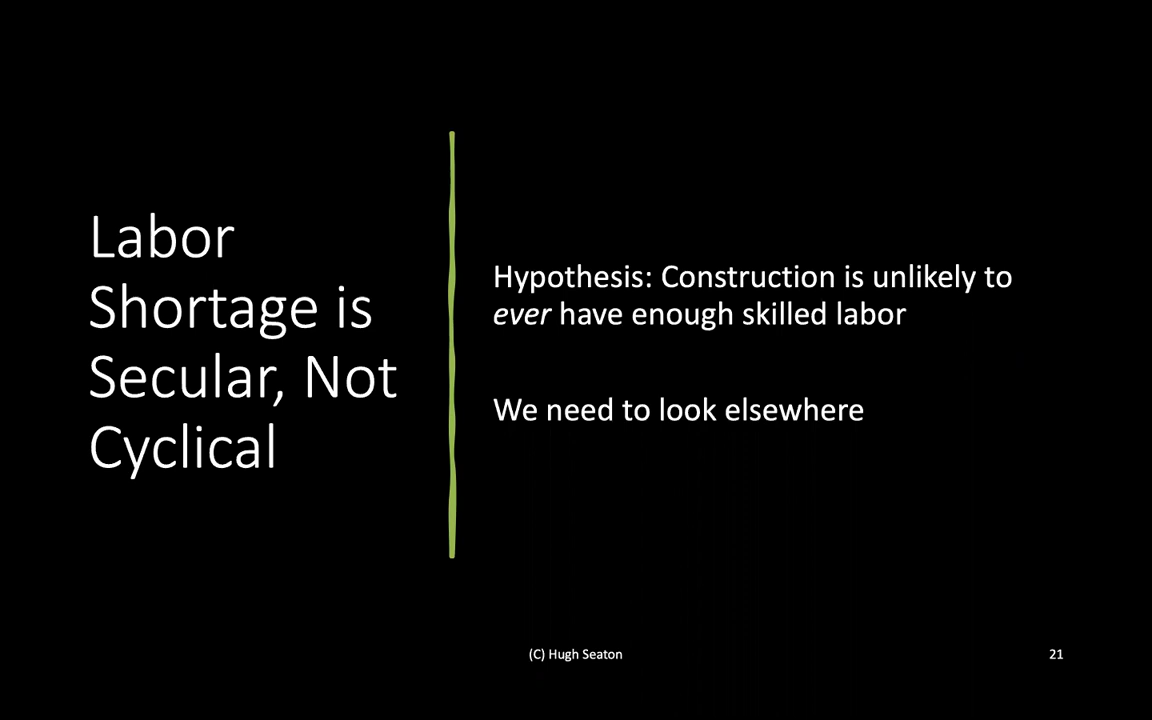 Labor
Shortage is
Secular, Not
Cyclical
Hypothesis: Construction is unlikely to
ever have enough skilled labor
We need to look elsewhere
(C) Hugh Seaton
21